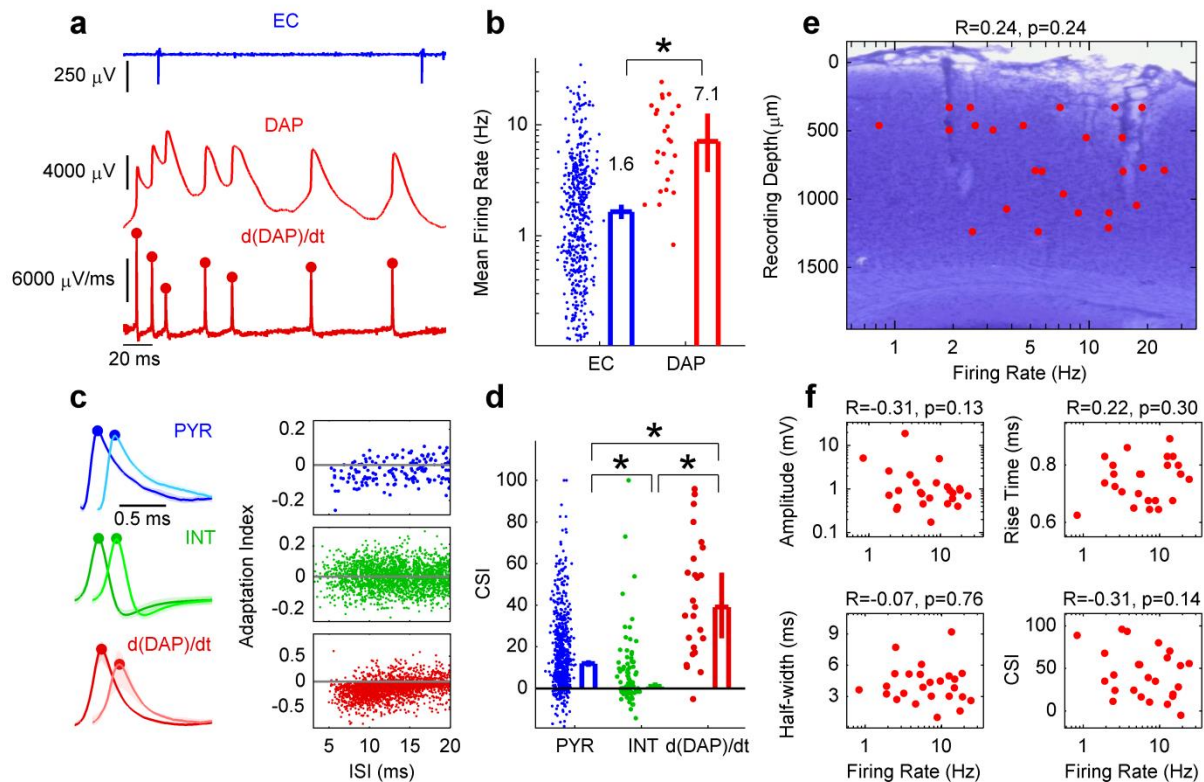 a
EC
250 μV
DAP
4000 μV
d(DAP)/dt
6000 μV/ms
20 ms
b
*
7.1
1.6
10
1
Mean Firing Rate (Hz)
EC DAP
e
R=0.24, p=0.24
0
500
1000
1500
Recording Depth(μm)
1 2 5 10 20
Firing Rate (Hz)
c
PYR
0.5 ms
INT
d(DAP)/dt
Adaptation Index
0.2
0
-0.2
0.2
0
-0.2
0.5
0
-0.5
5 10 15 20
ISI (ms)
d
*
* *
100
80
60
40
20
0
CSI
PYR INT d(DAP)/dt
f
R=-0.31, p=0.13
Amplitude (mV)
10
1
0.1
1 10
R=0.22, p=0.30
Rise Time (ms)
0.8
0.6
1 10
R=-0.07, p=0.76
Half-width (ms)
9
6
3
1 10
Firing Rate (Hz)
R=-0.31, p=0.14
CSI
100
50
0
1 10
Firing Rate (Hz)